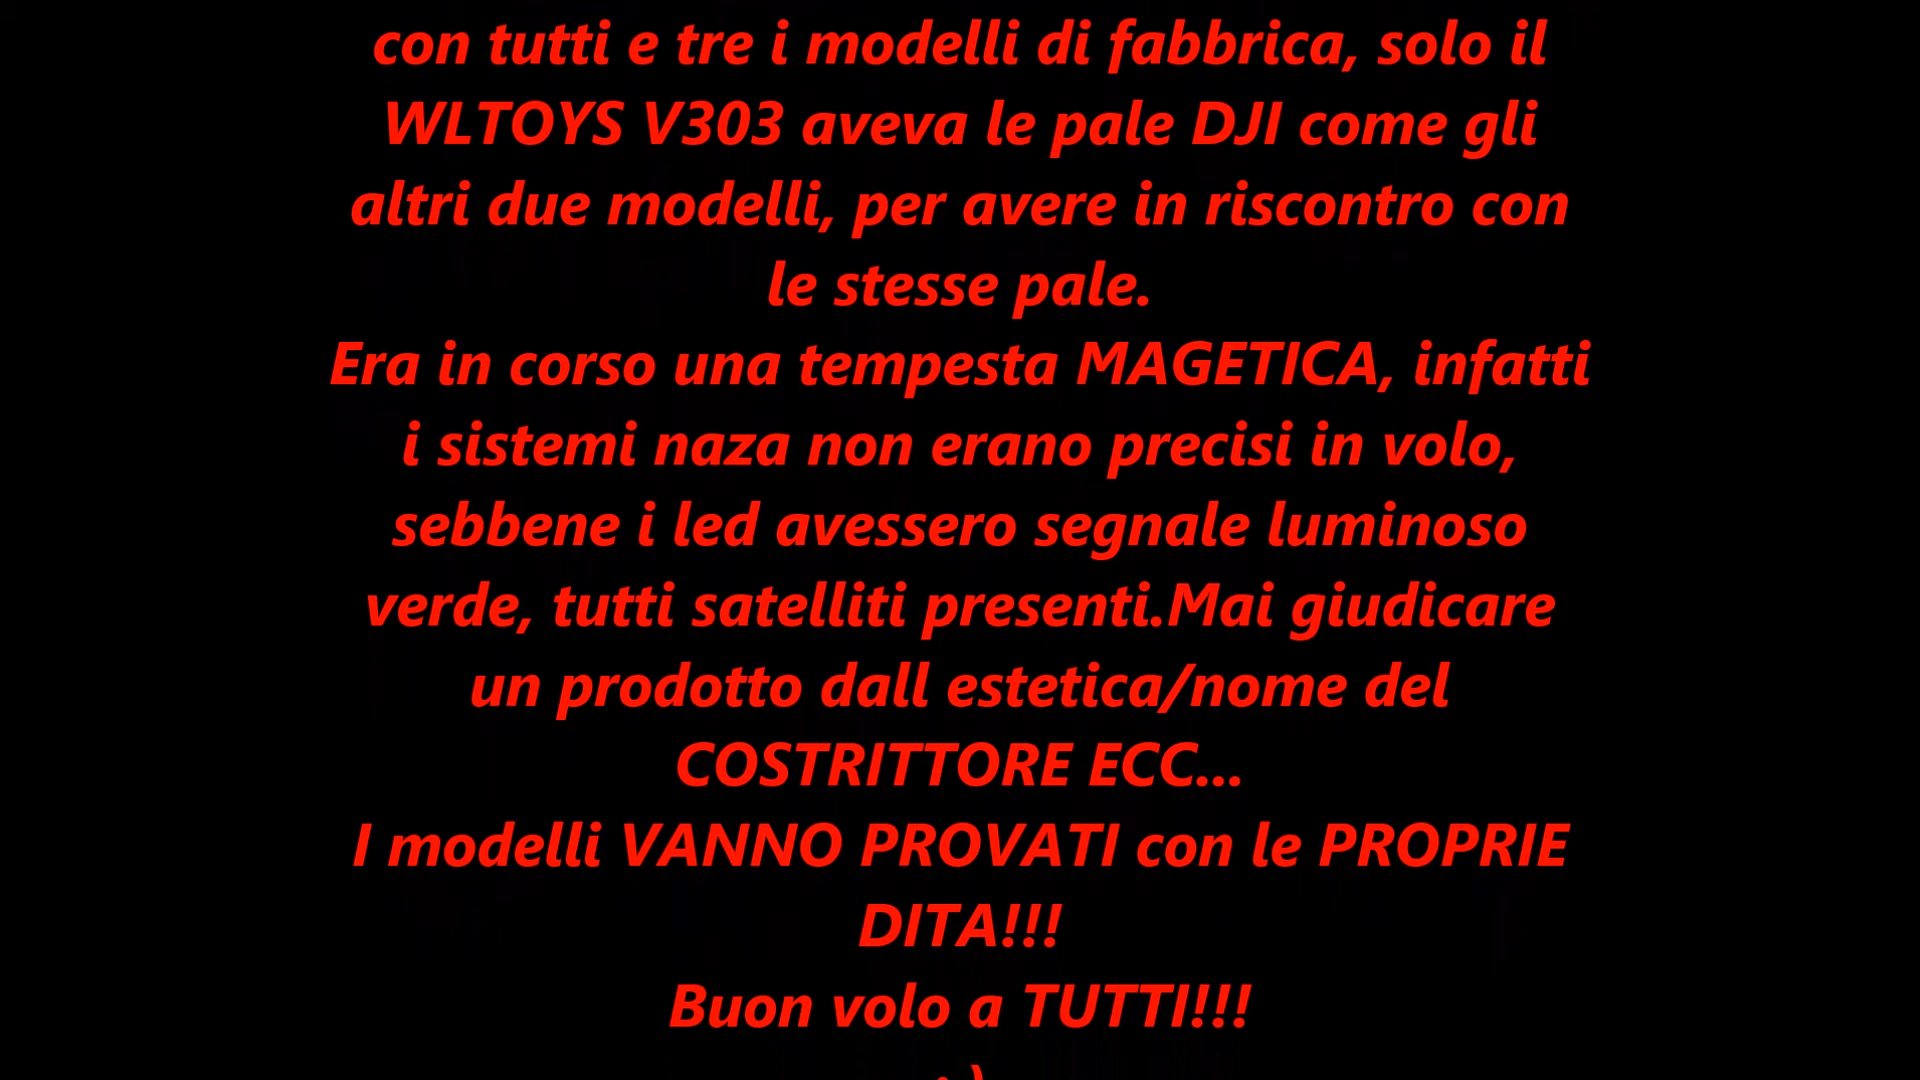 con tutti e tre i modelli di fabbrica, solo il
WLTOYS V303 aveva le pale DJI come gli
altri due modelli, per avere in riscontro con
le stesse pale.
Era in corso una tempesta MAGETICA, infatti
i sistemi naza non erano precisi in volo,
sebbene i led avessero segnale luminoso
verde, tutti satelliti presenti.Mai giudicare
un prodotto dall estetica/nome del
COSTRITTORE ECC...
I modelli VANNO PROVATI con le PROPRIE
DITA!!!
Buon volo a TUTTI!!!
:)